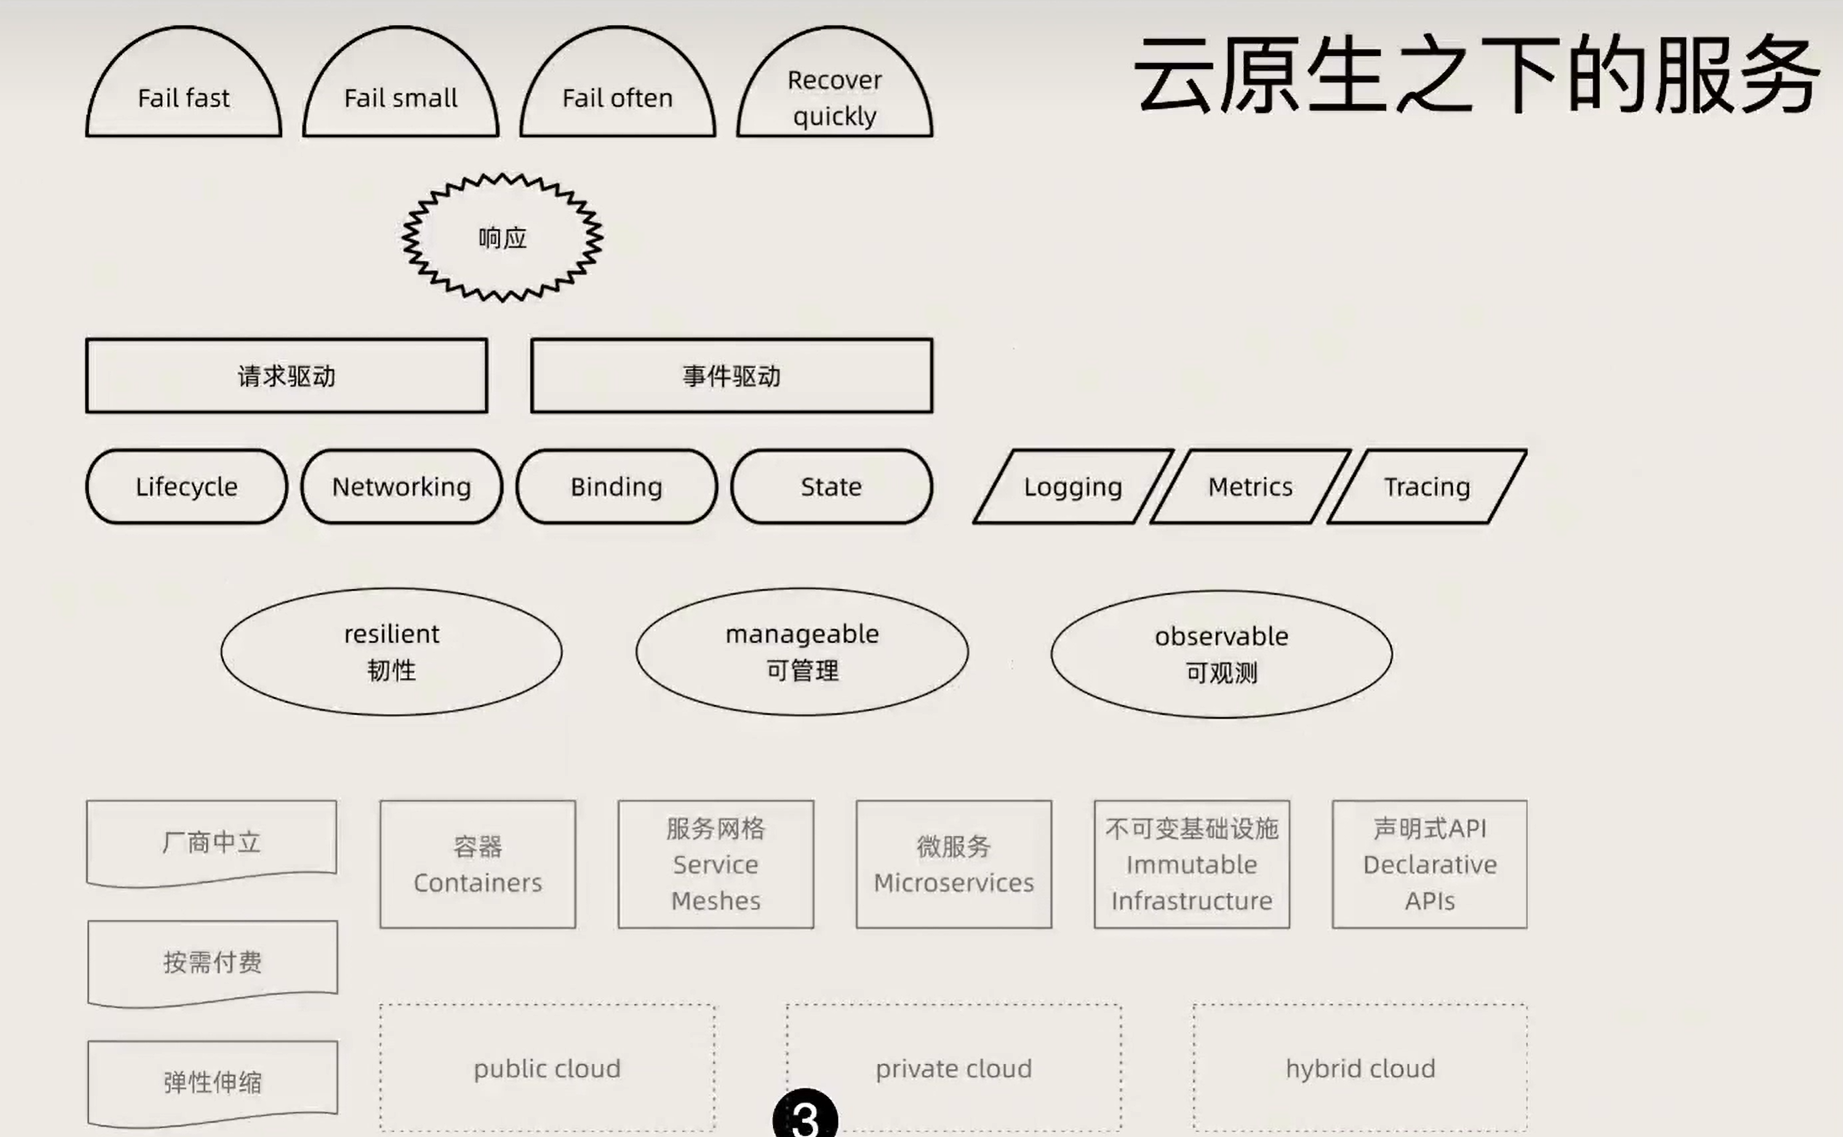 云原生之下的服务
Fail fast
Fail small
Fail often
Recover
quickly
响应
请求驱动
事件驱动
Lifecycle
Networking
Binding
State
Logging
Metrics
Tracing
resilient
韧性
manageable
可管理
observable
可观测
厂商中立
容器
Containers
服务网格
Service
Meshes
微服务
Microservices
不可变基础设施
Immutable
Infrastructure
声明式API
Declarative
APIs
按需付费
弹性伸缩
public cloud
private cloud
hybrid cloud
3